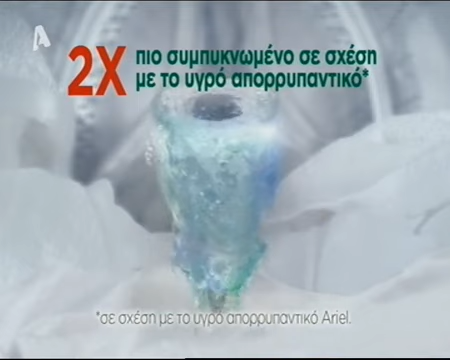 A
2X πιο συμπυκνωμένο σε σχέση
με το υγρό απορρυπαντικό*
*σε σχέση με το υγρό απορρυπαντικό Ariel.